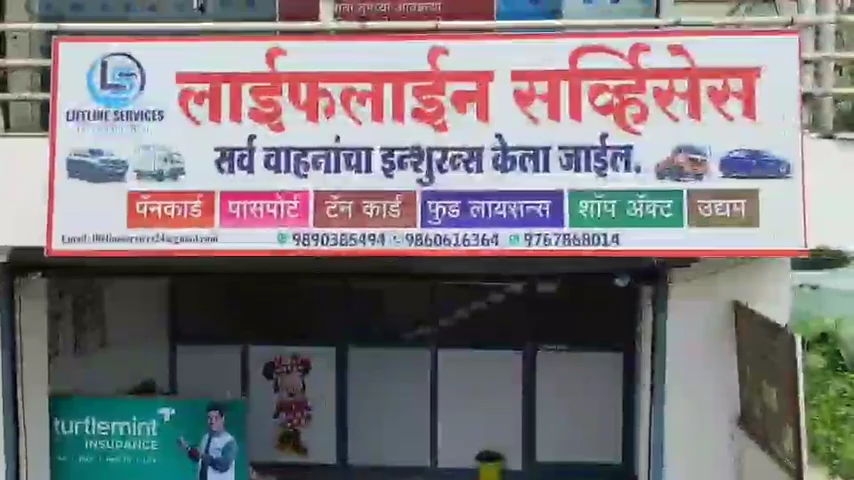 लाईफलाईन सर्व्हिसेस
LIFELINE SERVICES
सर्व वाहनांचा इन्शुरन्स केला जाईल.
पॅनकार्ड पासपोर्ट टॅन कार्ड फुड लायसन्स शॉप अ‍ॅक्ट उद्यम
9890385494 9860616364 9767868014
turtlemint
INSURANCE